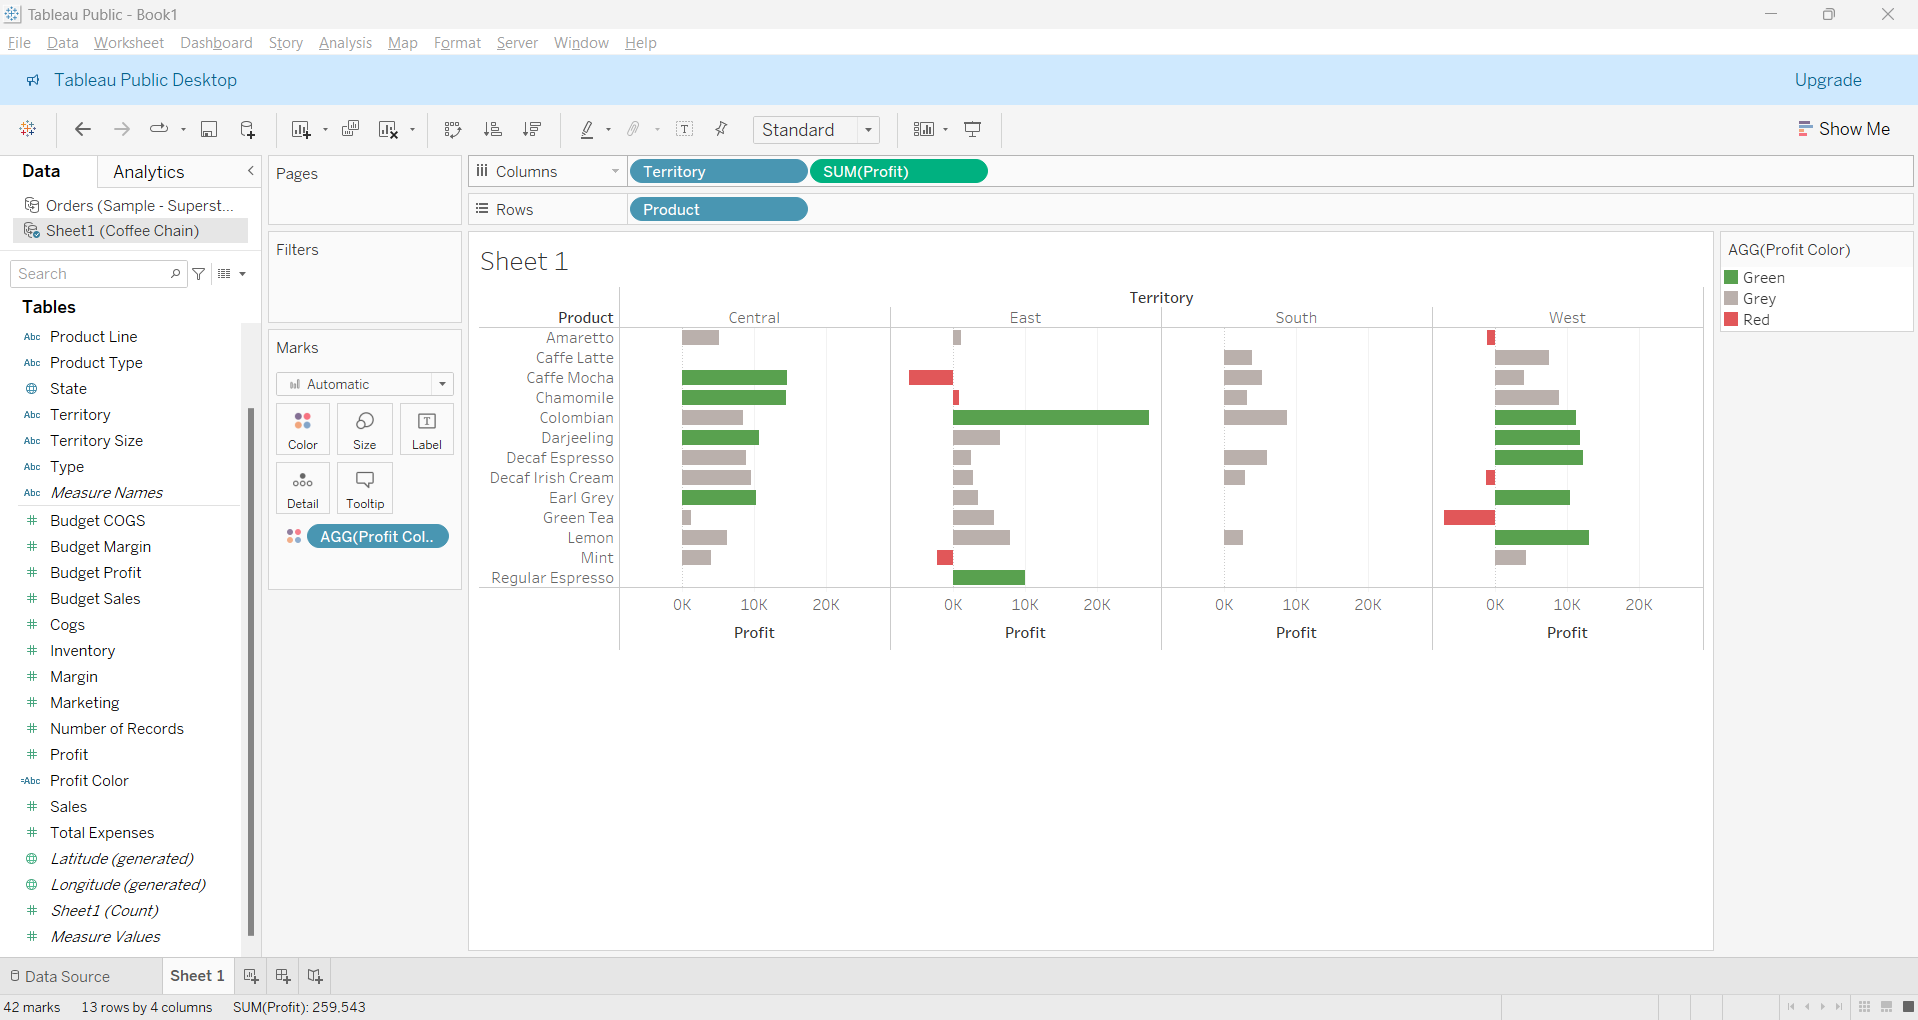 Tableau Public - Book1
File Data Worksheet Dashboard Story Analysis Map Format Server Window Help
Tableau Public Desktop
Upgrade
Standard
Show Me
Data
Analytics
Orders (Sample - Superst...
Sheet1 (Coffee Chain)
Search
Tables
Abc Product Line
Abc Product Type
State
Abc Territory
Abc Territory Size
Abc Type
Abc Measure Names
# Budget COGS
# Budget Margin
# Budget Profit
# Budget Sales
# Cogs
# Inventory
# Margin
# Marketing
# Number of Records
# Profit
=Abc Profit Color
# Sales
# Total Expenses
Latitude (generated)
Longitude (generated)
# Sheet1 (Count)
# Measure Values
Pages
Filters
Marks
Automatic
Color Size Label
T
Detail Tooltip
AGG(Profit Col..
Columns Territory SUM(Profit)
Rows Product
Sheet 1
Territory
Product Central East South West
Amaretto
Caffe Latte
Caffe Mocha
Chamomile
Colombian
Darjeeling
Decaf Espresso
Decaf Irish Cream
Earl Grey
Green Tea
Lemon
Mint
Regular Espresso
0K 10K 20K 0K 10K 20K 0K 10K 20K 0K 10K 20K
Profit Profit Profit Profit
AGG(Profit Color)
Green
Grey
Red
Data Source Sheet 1
42 marks 13 rows by 4 columns SUM(Profit): 259,543